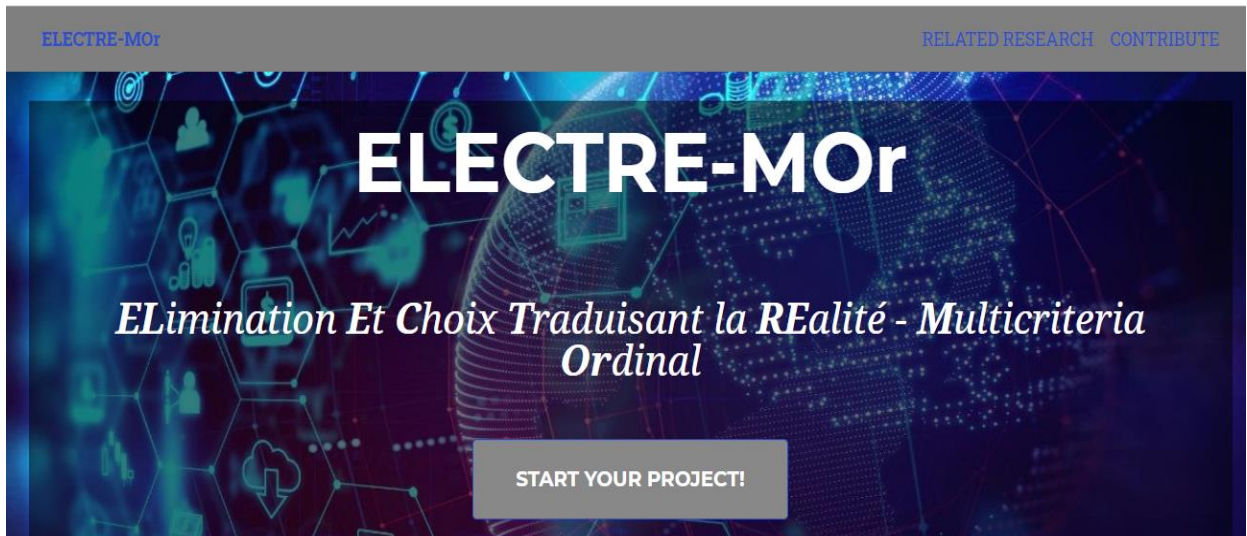 ELECTRE-MOr
RELATED RESEARCH CONTRIBUTE
ELECTRE-MOr
ELimination Et Choix Traduisant la REalité - Multicriteria
Ordinal
START YOUR PROJECT!